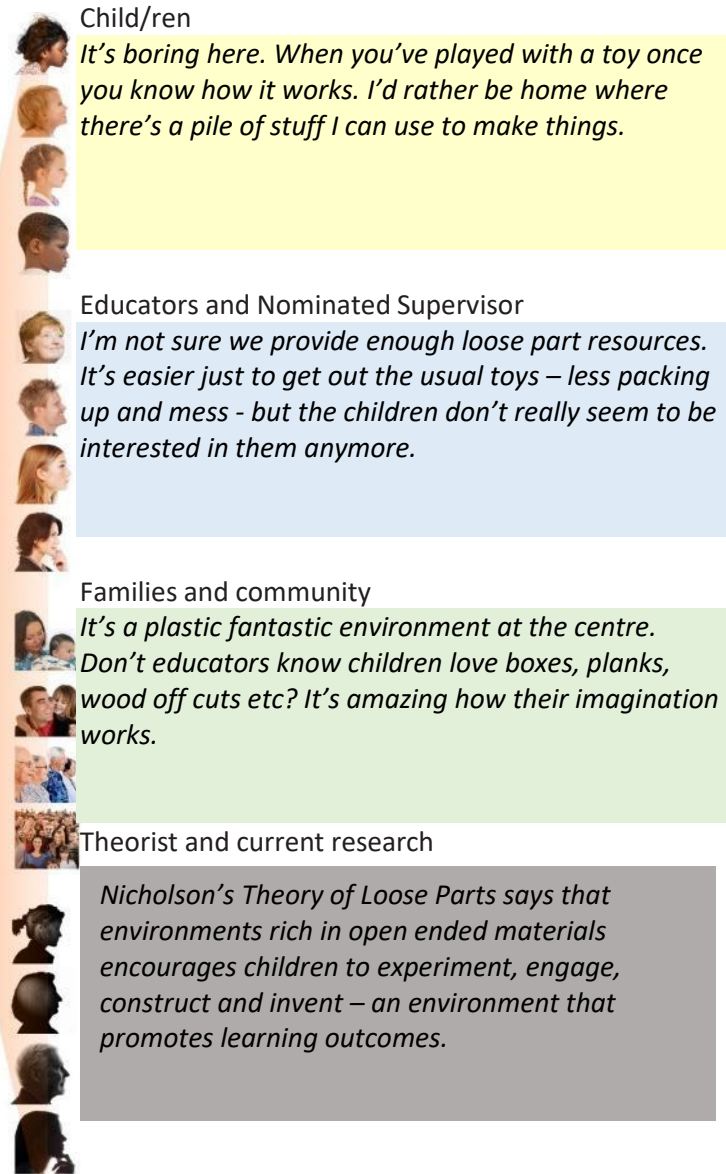 Child/ren
It’s boring here. When you’ve played with a toy once
you know how it works. I’d rather be home where
there’s a pile of stuff I can use to make things.
Educators and Nominated Supervisor
I’m not sure we provide enough loose part resources.
It’s easier just to get out the usual toys – less packing
up and mess - but the children don’t really seem to be
interested in them anymore.
Families and community
It’s a plastic fantastic environment at the centre.
Don’t educators know children love boxes, planks,
wood off cuts etc? It’s amazing how their imagination
works.
Theorist and current research
Nicholson’s Theory of Loose Parts says that
environments rich in open ended materials
encourages children to experiment, engage,
construct and invent – an environment that
promotes learning outcomes.